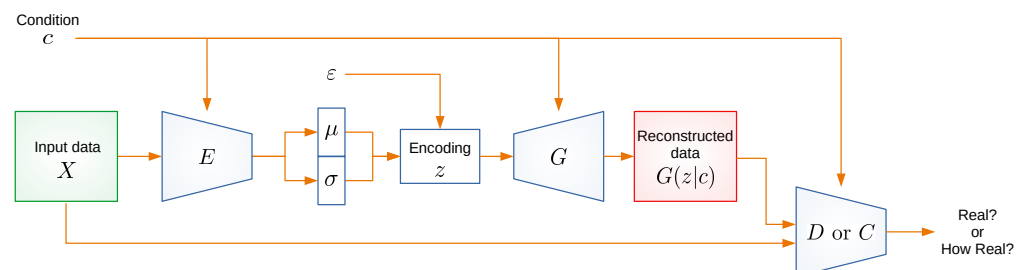 Condition
c
ε
Input data
X
E
μ
σ
Encoding
z
G
Reconstructed
data
G(z|c)
D or C
Real?
or
How Real?